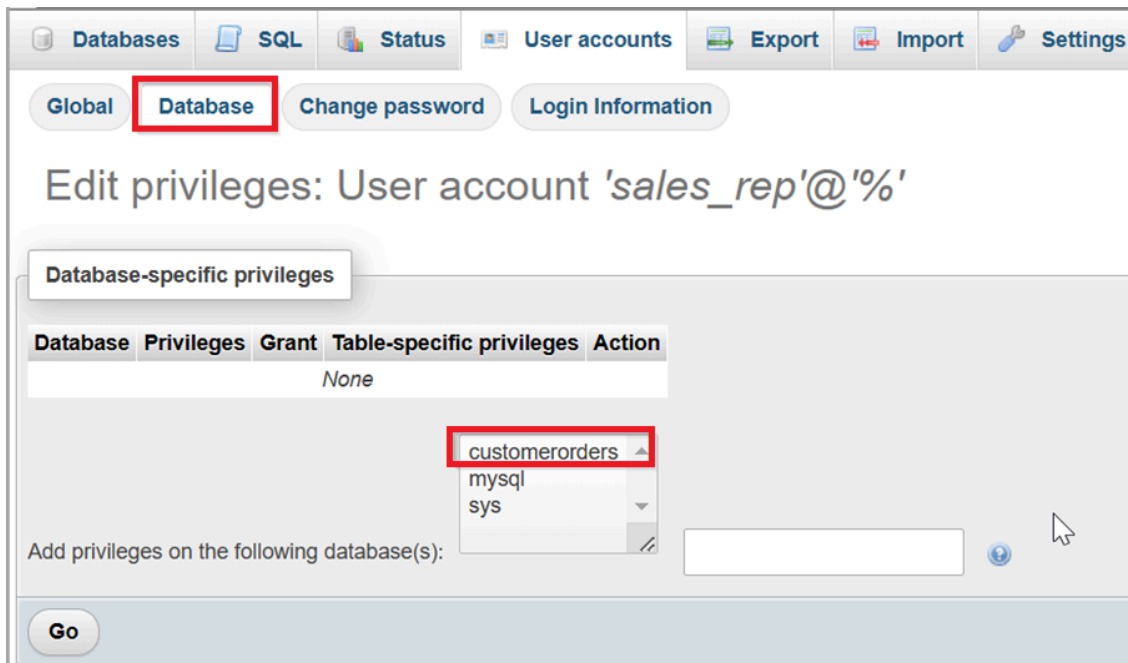 Databases SQL Status User accounts Export Import Settings
Global Database Change password Login Information
Edit privileges: User account 'sales_rep'@'%'
Database-specific privileges
Database Privileges Grant Table-specific privileges Action
None
customerorders
mysql
sys
Add privileges on the following database(s):
Go